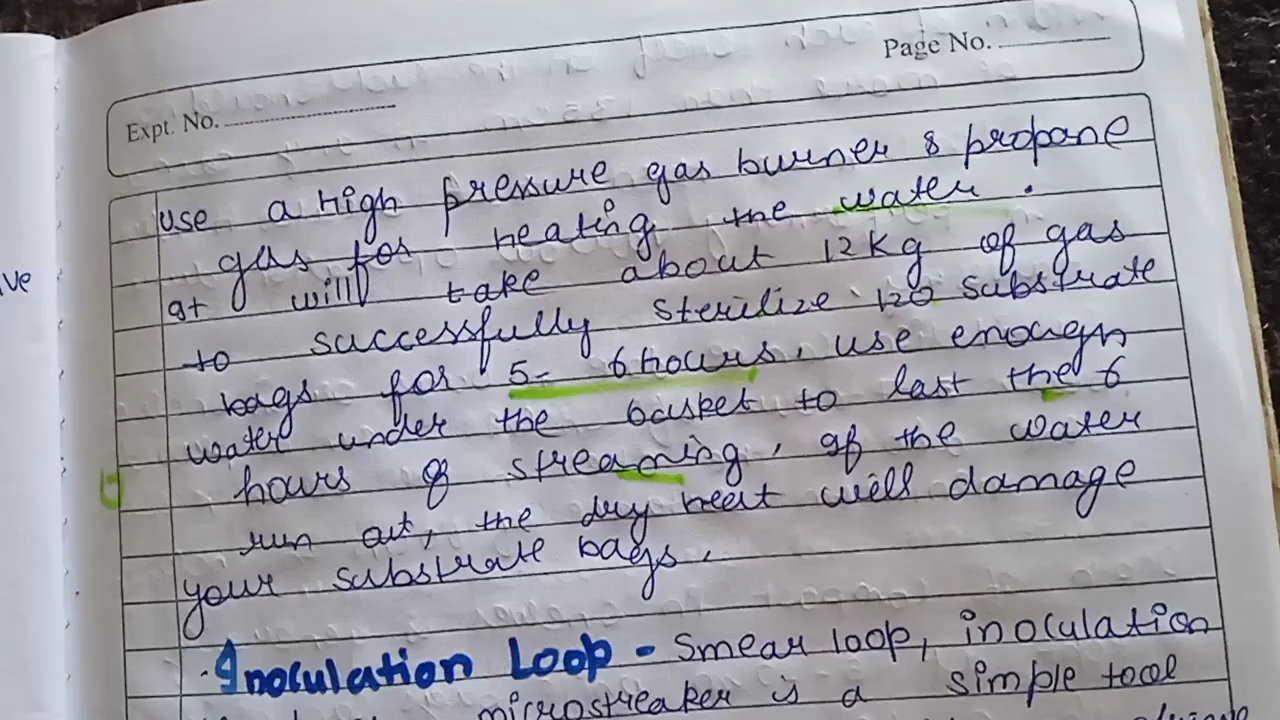 Page No.
Expt. No.
use a high pressure gas burner & propane
gas for heating the water.
It will take about 12 Kg of gas
to successfully sterilize 120 substrate
bags for 5- 6 hours. use enough
water under the basket to last the 6
hours of streaming. If the water
run out, the dry heat will damage
your substrate bags.
Inoculation Loop - Smear loop, inoculation
microstreaker is a simple tool
ve